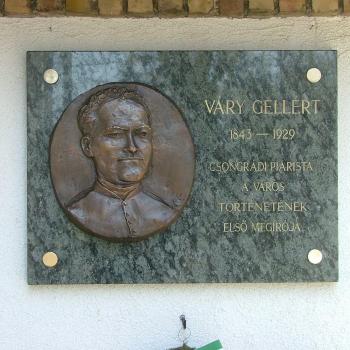 VÁRY GELLÉRT
1843 — 1929
CSONGRÁDI PIARISTA
A VÁROS
TÖRTÉNETÉNEK
ELSŐ MEGÍRÓJA